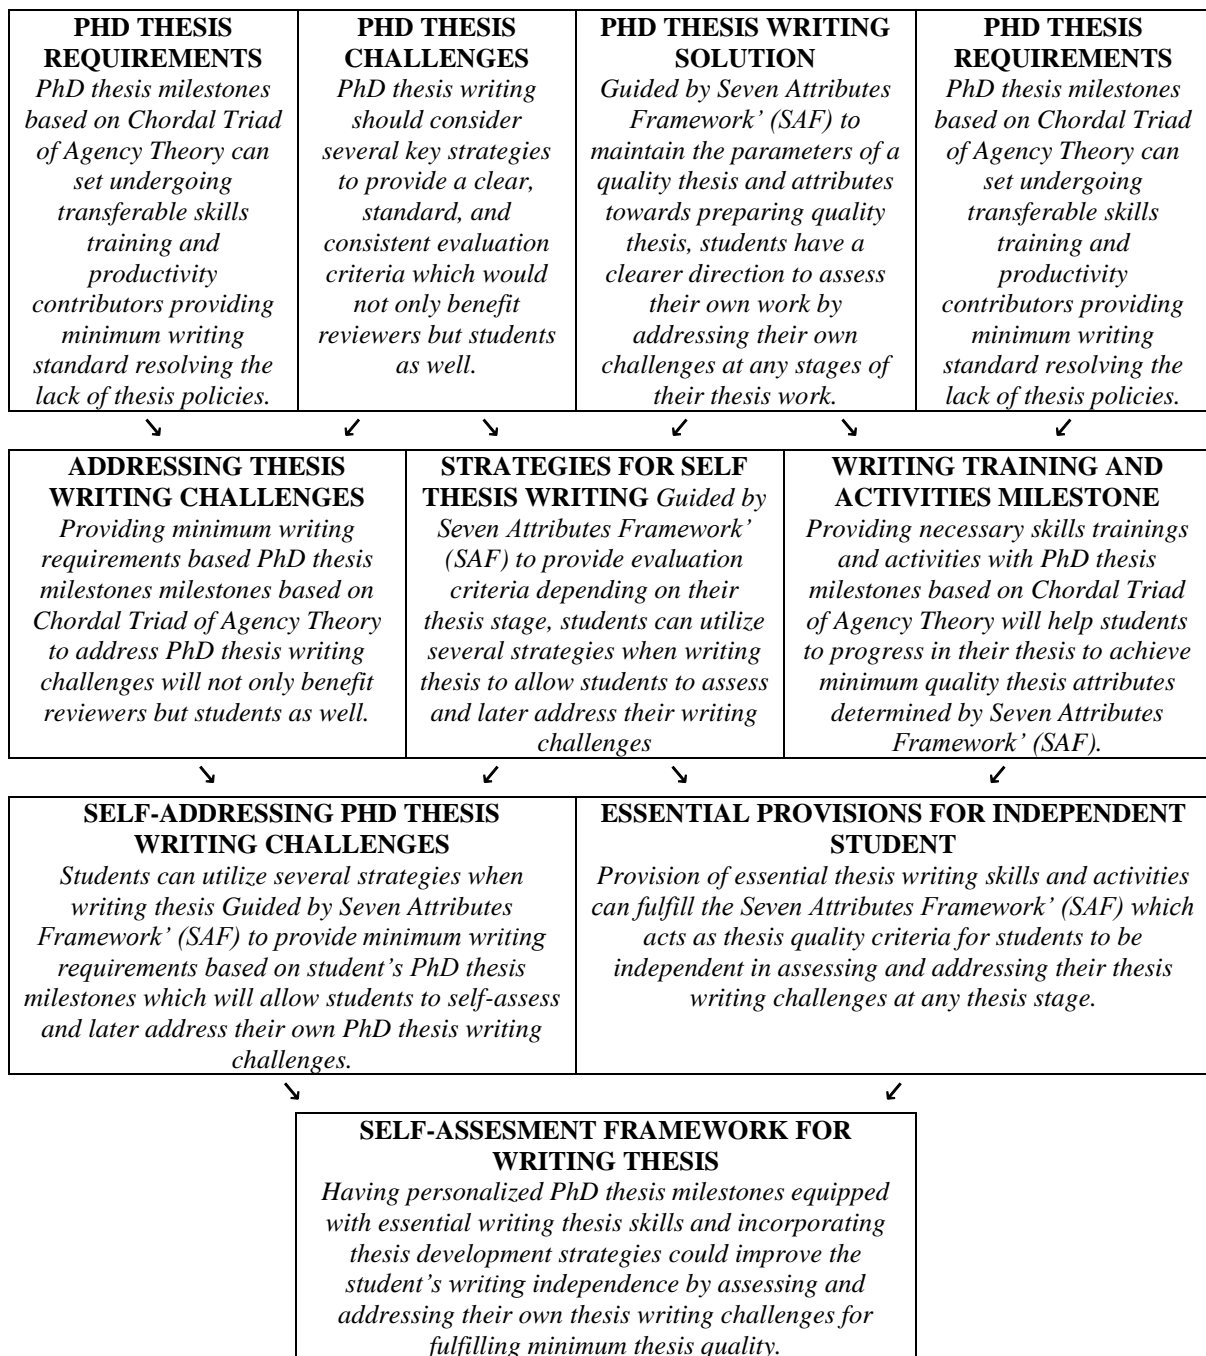 PHD THESIS
REQUIREMENTS
PhD thesis milestones
based on Chordal Triad
of Agency Theory can
set undergoing
transferable skills
training and
productivity
contributors providing
minimum writing
standard resolving the
lack of thesis policies.
PHD THESIS
CHALLENGES
PhD thesis writing
should consider
several key strategies
to provide a clear,
standard, and
consistent evaluation
criteria which would
not only benefit
reviewers but students
as well.
PHD THESIS WRITING
SOLUTION
Guided by Seven Attributes
Framework’ (SAF) to
maintain the parameters of a
quality thesis and attributes
towards preparing quality
thesis, students have a
clearer direction to assess
their own work by
addressing their own
challenges at any stages of
their thesis work.
PHD THESIS
REQUIREMENTS
PhD thesis milestones
based on Chordal Triad
of Agency Theory can
set undergoing
transferable skills
training and
productivity
contributors providing
minimum writing
standard resolving the
lack of thesis policies.
ADDRESSING THESIS
WRITING CHALLENGES
Providing minimum writing
requirements based PhD thesis
milestones milestones based on
Chordal Triad of Agency Theory
to address PhD thesis writing
challenges will not only benefit
reviewers but students as well.
STRATEGIES FOR SELF
THESIS WRITING Guided by
Seven Attributes Framework’
(SAF) to provide evaluation
criteria depending on their
thesis stage, students can utilize
several strategies when writing
thesis to allow students to assess
and later address their writing
challenges
WRITING TRAINING AND
ACTIVITIES MILESTONE
Providing necessary skills trainings
and activities with PhD thesis
milestones based on Chordal Triad
of Agency Theory will help students
to progress in their thesis to achieve
minimum quality thesis attributes
determined by Seven Attributes
Framework’ (SAF).
SELF-ADDRESSING PHD THESIS
WRITING CHALLENGES
Students can utilize several strategies when
writing thesis Guided by Seven Attributes
Framework’ (SAF) to provide minimum writing
requirements based on student’s PhD thesis
milestones which will allow students to self-assess
and later address their own PhD thesis writing
challenges.
ESSENTIAL PROVISIONS FOR INDEPENDENT
STUDENT
Provision of essential thesis writing skills and activities
can fulfill the Seven Attributes Framework’ (SAF) which
acts as thesis quality criteria for students to be
independent in assessing and addressing their thesis
writing challenges at any thesis stage.
SELF-ASSESMENT FRAMEWORK FOR
WRITING THESIS
Having personalized PhD thesis milestones equipped
with essential writing thesis skills and incorporating
thesis development strategies could improve the
student’s writing independence by assessing and
addressing their own thesis writing challenges for
fulfilling minimum thesis quality.